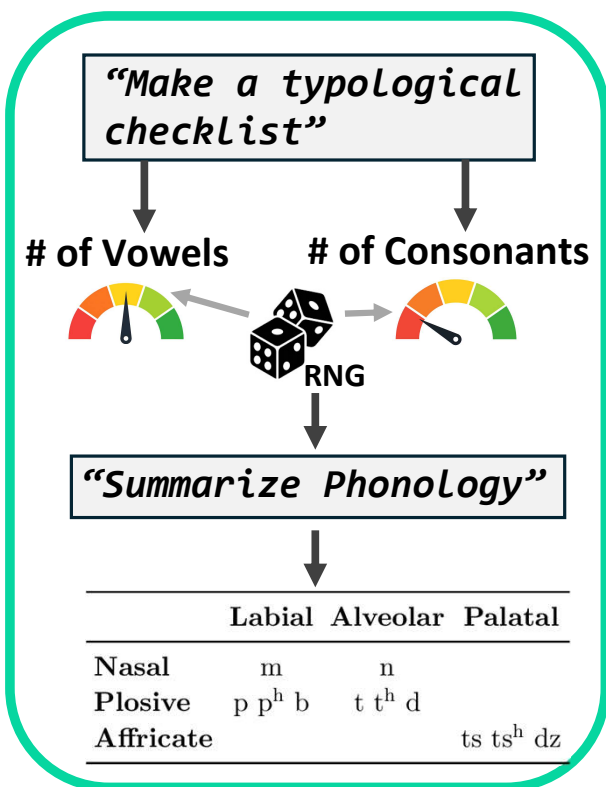 “Make a typological
checklist”
# of Vowels
# of Consonants
RNG
“Summarize Phonology”
Labial Alveolar Palatal
Nasal m n
Plosive p pʰ b t tʰ d
Affricate ts tsʰ dz